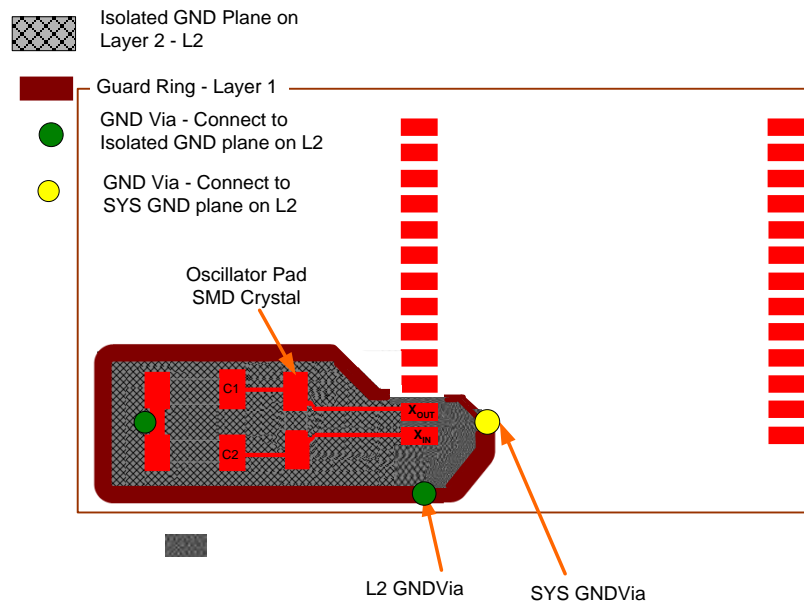 Isolated GND Plane on
Layer 2 - L2
Guard Ring - Layer 1
GND Via - Connect to
Isolated GND plane on L2
GND Via - Connect to
SYS GND plane on L2
Oscillator Pad
SMD Crystal
C1
XOUT
XIN
C2
L2 GNDVia
SYS GNDVia